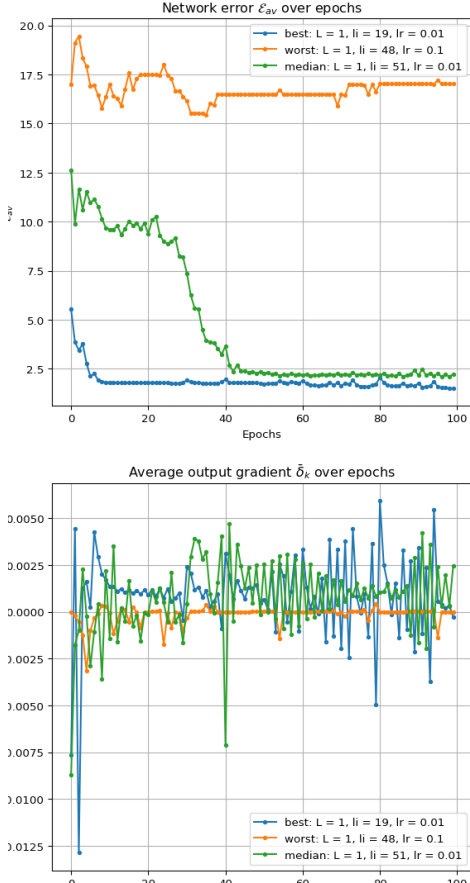 Network error ℰav over epochs
20.0
17.5
15.0
12.5
10.0
7.5
5.0
2.5
best: L = 1, li = 19, lr = 0.01
worst: L = 1, li = 48, lr = 0.1
median: L = 1, li = 51, lr = 0.01
0 20 40 60 80 100
Epochs
Average output gradient δ̄k over epochs
0.0050
0.0025
0.0000
0.0025
0.0050
0.0075
0.0100
0.0125
best: L = 1, li = 19, lr = 0.01
worst: L = 1, li = 48, lr = 0.1
median: L = 1, li = 51, lr = 0.01
0 20 40 60 80 100